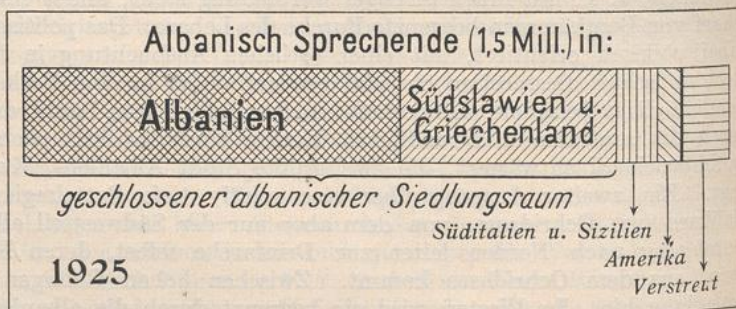 Albanisch Sprechende (1,5 Mill.) in:
Albanien
Südslawien u.
Griechenland
geschlossener albanischer Siedlungsraum
Süditalien u. Sizilien
Amerika
Verstreut
1925